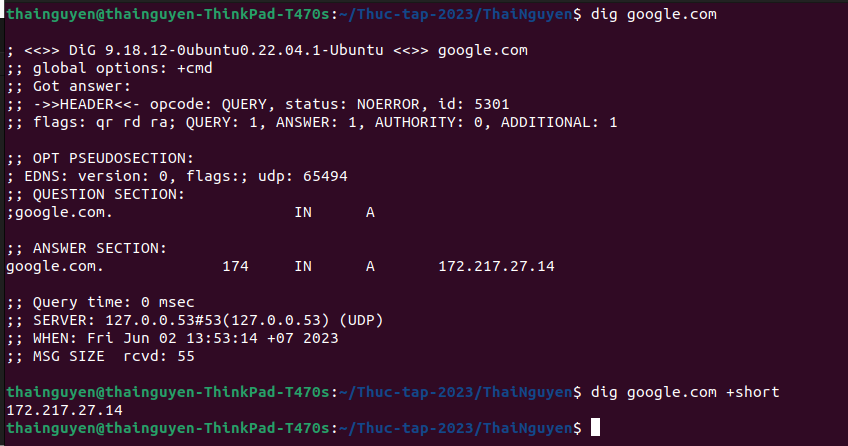 thainguyen@thainguyen-ThinkPad-T470s:~/Thuc-tap-2023/ThaiNguyen$ dig google.com

; <<>> DiG 9.18.12-0ubuntu0.22.04.1-Ubuntu <<>> google.com
;; global options: +cmd
;; Got answer:
;; ->>HEADER<<- opcode: QUERY, status: NOERROR, id: 5301
;; flags: qr rd ra; QUERY: 1, ANSWER: 1, AUTHORITY: 0, ADDITIONAL: 1

;; OPT PSEUDOSECTION:
; EDNS: version: 0, flags:; udp: 65494
;; QUESTION SECTION:
;google.com.			IN	A

;; ANSWER SECTION:
google.com.		174	IN	A	172.217.27.14

;; Query time: 0 msec
;; SERVER: 127.0.0.53#53(127.0.0.53) (UDP)
;; WHEN: Fri Jun 02 13:53:14 +07 2023
;; MSG SIZE  rcvd: 55

thainguyen@thainguyen-ThinkPad-T470s:~/Thuc-tap-2023/ThaiNguyen$ dig google.com +short
172.217.27.14
thainguyen@thainguyen-ThinkPad-T470s:~/Thuc-tap-2023/ThaiNguyen$